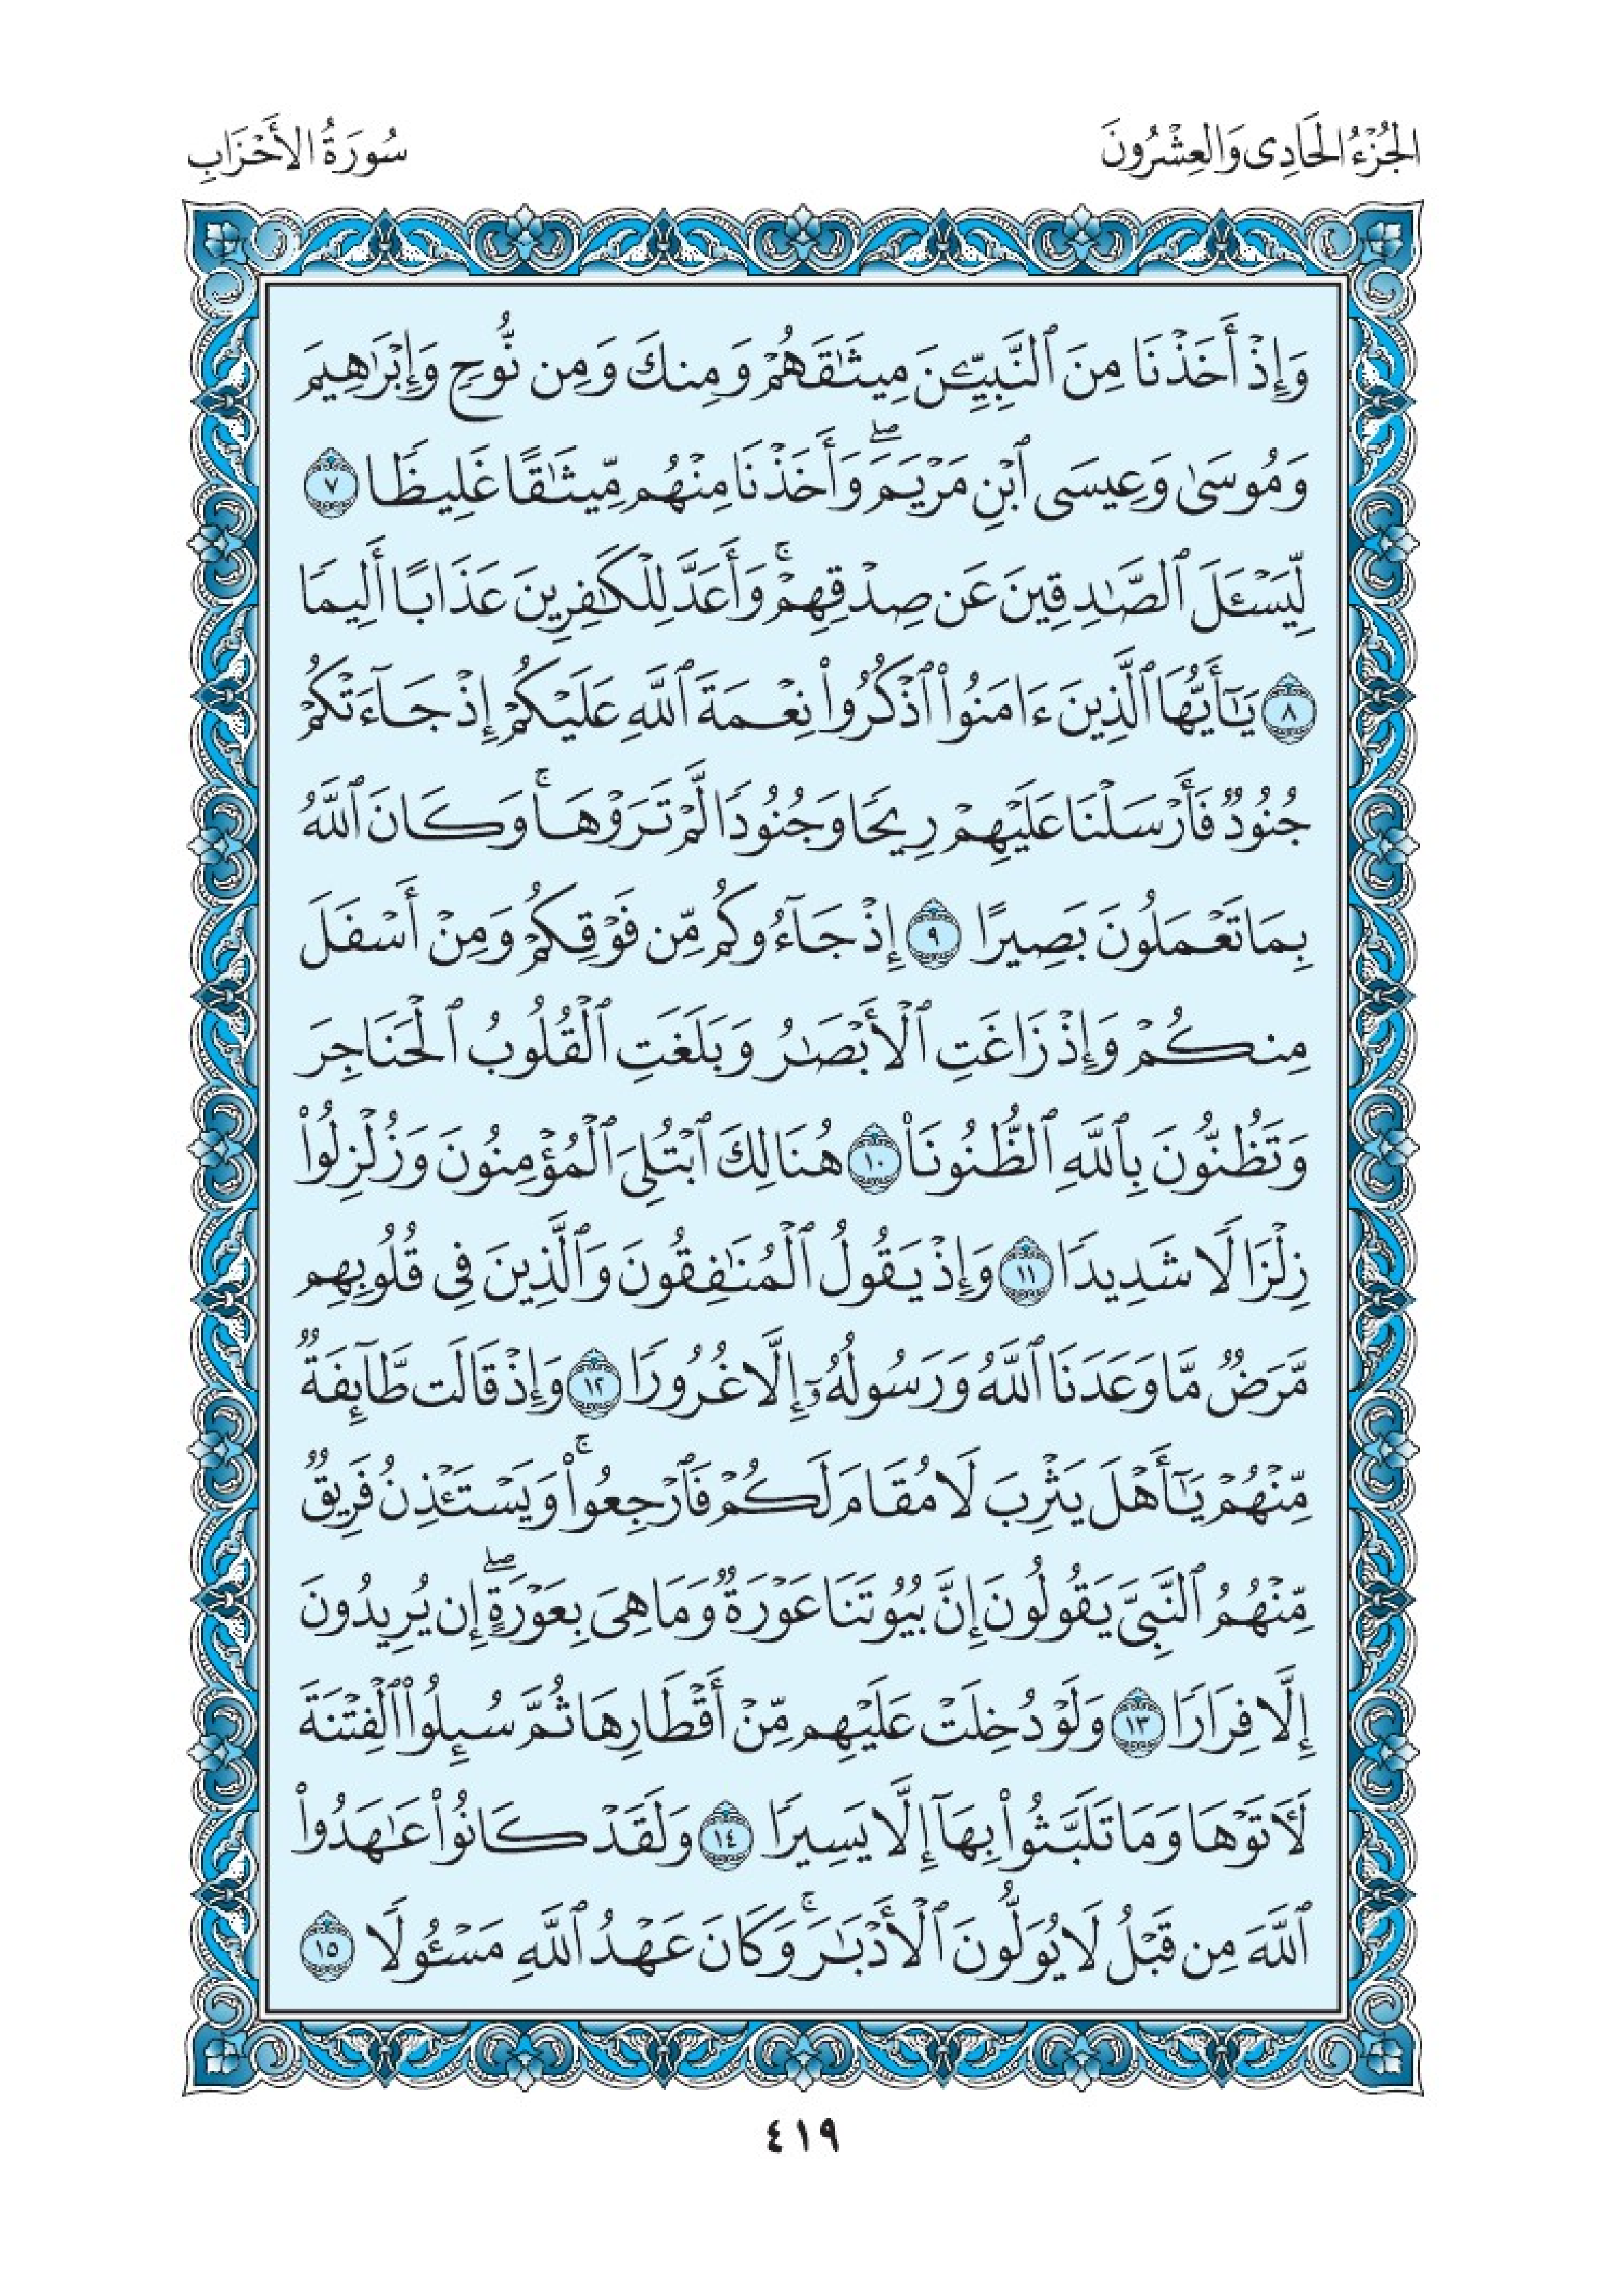 الجُزْءُ الحَادِى وَالعِشْرُونَ
سُورَةُ الأَحْزَابِ
وَإِذْ أَخَذْنَا مِنَ ٱلنَّبِيِّـۧنَ مِيثَٰقَهُمْ وَمِنكَ وَمِن نُّوحٍ وَإِبْرَٰهِيمَ
وَمُوسَىٰ وَعِيسَى ٱبْنِ مَرْيَمَۖ وَأَخَذْنَا مِنْهُم مِّيثَٰقًا غَلِيظًا ٧
لِّيَسْـَٔلَ ٱلصَّٰدِقِينَ عَن صِدْقِهِمْۚ وَأَعَدَّ لِلْكَٰفِرِينَ عَذَابًا أَلِيمًا
٨ يَٰٓأَيُّهَا ٱلَّذِينَ ءَامَنُوا۟ ٱذْكُرُوا۟ نِعْمَةَ ٱللَّهِ عَلَيْكُمْ إِذْ جَآءَتْكُمْ
جُنُودٌ فَأَرْسَلْنَا عَلَيْهِمْ رِيحًا وَجُنُودًا لَّمْ تَرَوْهَاۚ وَكَانَ ٱللَّهُ
بِمَا تَعْمَلُونَ بَصِيرًا ٩ إِذْ جَآءُوكُم مِّن فَوْقِكُمْ وَمِنْ أَسْفَلَ
مِنكُمْ وَإِذْ زَاغَتِ ٱلْأَبْصَٰرُ وَبَلَغَتِ ٱلْقُلُوبُ ٱلْحَنَاجِرَ
وَتَظُنُّونَ بِٱللَّهِ ٱلظُّنُونَا۠ ١٠ هُنَالِكَ ٱبْتُلِىَ ٱلْمُؤْمِنُونَ وَزُلْزِلُوا۟
زِلْزَالًا شَدِيدًا ١١ وَإِذْ يَقُولُ ٱلْمُنَٰفِقُونَ وَٱلَّذِينَ فِى قُلُوبِهِم
مَّرَضٌ مَّا وَعَدَنَا ٱللَّهُ وَرَسُولُهُۥٓ إِلَّا غُرُورًا ١٢ وَإِذْ قَالَت طَّآئِفَةٌ
مِّنْهُمْ يَٰٓأَهْلَ يَثْرِبَ لَا مُقَامَ لَكُمْ فَٱرْجِعُوا۟ۚ وَيَسْتَـْٔذِنُ فَرِيقٌ
مِّنْهُمُ ٱلنَّبِىَّ يَقُولُونَ إِنَّ بُيُوتَنَا عَوْرَةٌ وَمَا هِىَ بِعَوْرَةٍۖ إِن يُرِيدُونَ
إِلَّا فِرَارًا ١٣ وَلَوْ دُخِلَتْ عَلَيْهِم مِّنْ أَقْطَارِهَا ثُمَّ سُئِلُوا۟ ٱلْفِتْنَةَ
لَـَٔاتَوْهَا وَمَا تَلَبَّثُوا۟ بِهَآ إِلَّا يَسِيرًا ١٤ وَلَقَدْ كَانُوا۟ عَٰهَدُوا۟
ٱللَّهَ مِن قَبْلُ لَا يُوَلُّونَ ٱلْأَدْبَٰرَۚ وَكَانَ عَهْدُ ٱللَّهِ مَسْـُٔولًا ١٥
٤١٩